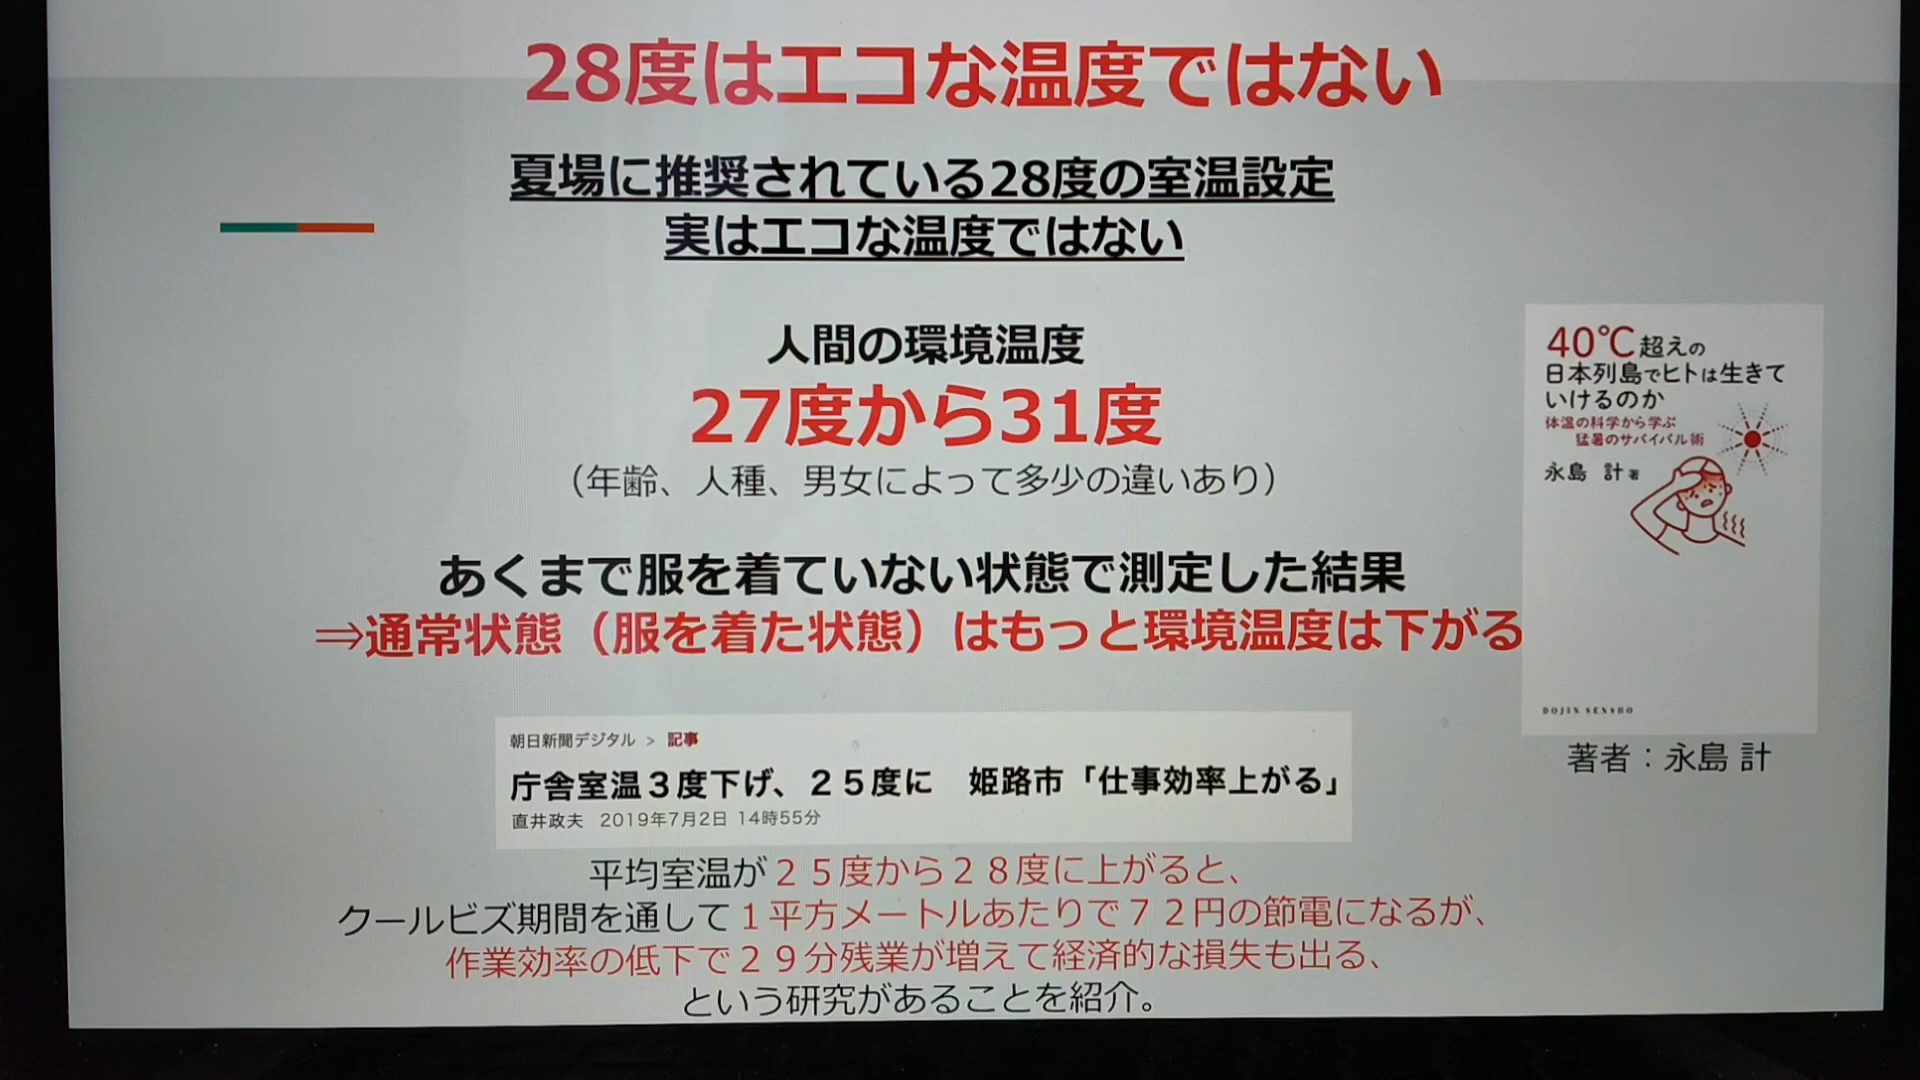 28度はエコな温度ではない
夏場に推奨されている28度の室温設定
実はエコな温度ではない
人間の環境温度
27度から31度
（年齢、人種、男女によって多少の違いあり）
あくまで服を着ていない状態で測定した結果
⇒通常状態（服を着た状態）はもっと環境温度は下がる
40℃超えの
日本列島でヒトは生きて
いけるのか
体温の科学から学ぶ
猛暑のサバイバル術
永島 計 著
DOJIN SENSHO
著者：永島 計
朝日新聞デジタル > 記事
庁舎室温３度下げ、２５度に　姫路市「仕事効率上がる」
直井政夫 2019年7月2日 14時55分
平均室温が２５度から２８度に上がると、
クールビズ期間を通して１平方メートルあたりで７２円の節電になるが、
作業効率の低下で２９分残業が増えて経済的な損失も出る、
という研究があることを紹介。